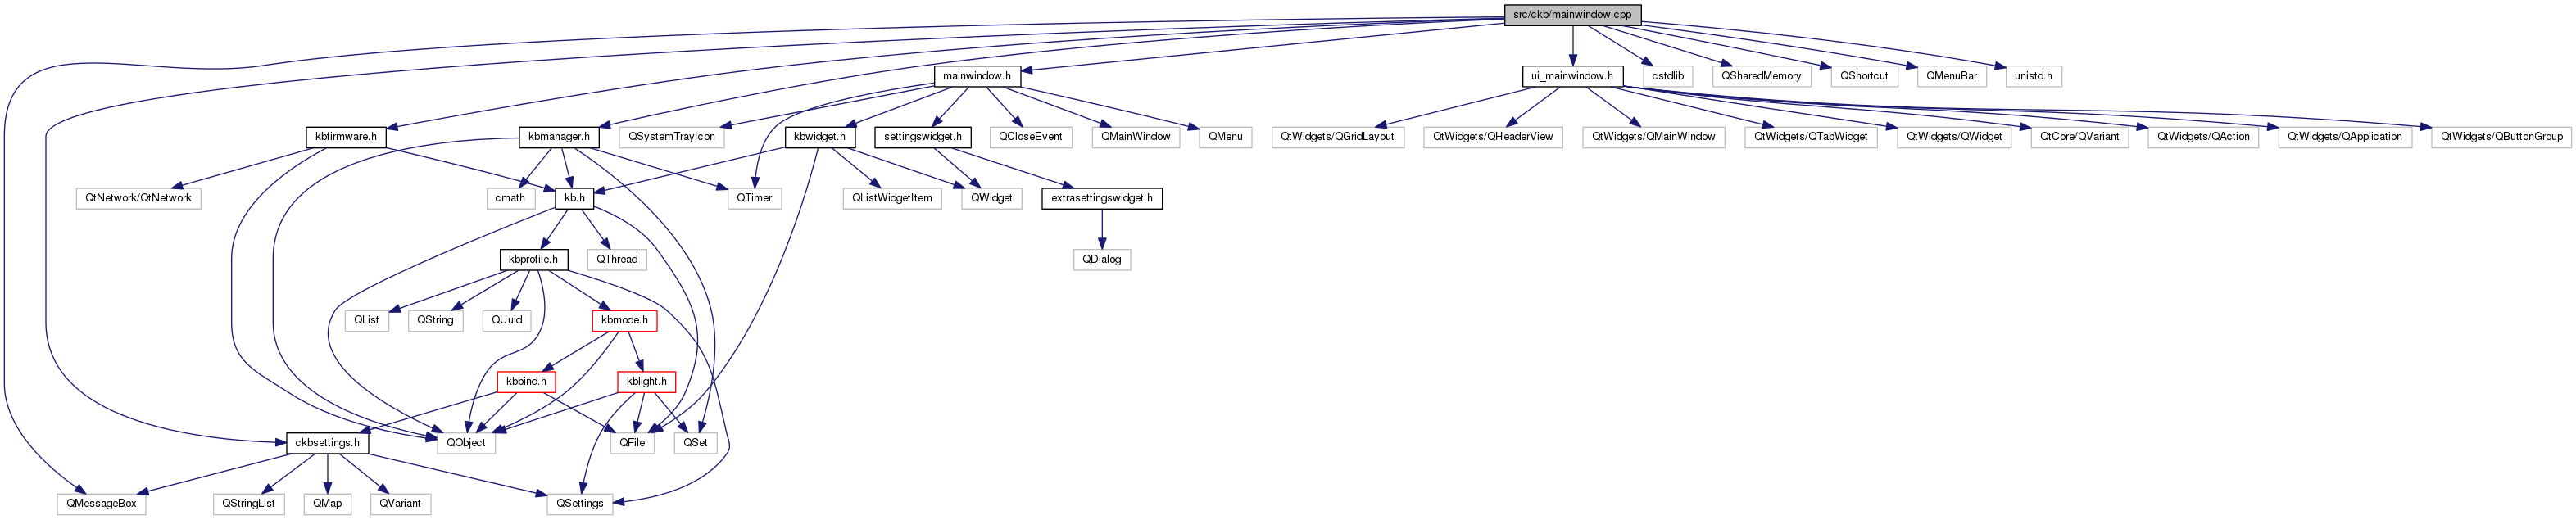 src/ckb/mainwindow.cpp
mainwindow.h
ui_mainwindow.h
cstdlib
QSharedMemory
QShortcut
QMenuBar
unistd.h
kbfirmware.h
kbmanager.h
QSystemTrayIcon
kbwidget.h
settingswidget.h
QCloseEvent
QMainWindow
QMenu
QtWidgets/QGridLayout
QtWidgets/QHeaderView
QtWidgets/QMainWindow
QtWidgets/QTabWidget
QtWidgets/QWidget
QtCore/QVariant
QtWidgets/QAction
QtWidgets/QApplication
QtWidgets/QButtonGroup
QtNetwork/QtNetwork
cmath
kb.h
QTimer
QListWidgetItem
QWidget
extrasettingswidget.h
kbprofile.h
QThread
QDialog
QList
QString
QUuid
kbmode.h
kbbind.h
kblight.h
ckbsettings.h
QObject
QFile
QSet
QMessageBox
QStringList
QMap
QVariant
QSettings